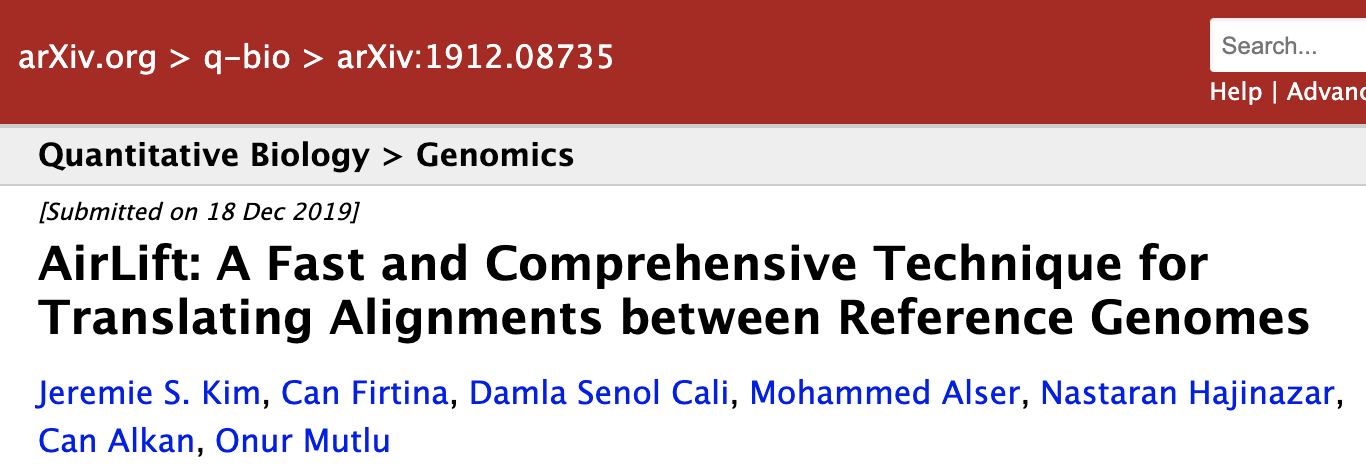 arXiv.org > q-bio > arXiv:1912.08735
Search...
Help | Advanc
Quantitative Biology > Genomics
[Submitted on 18 Dec 2019]
AirLift: A Fast and Comprehensive Technique for
Translating Alignments between Reference Genomes
Jeremie S. Kim, Can Firtina, Damla Senol Cali, Mohammed Alser, Nastaran Hajinazar,
Can Alkan, Onur Mutlu